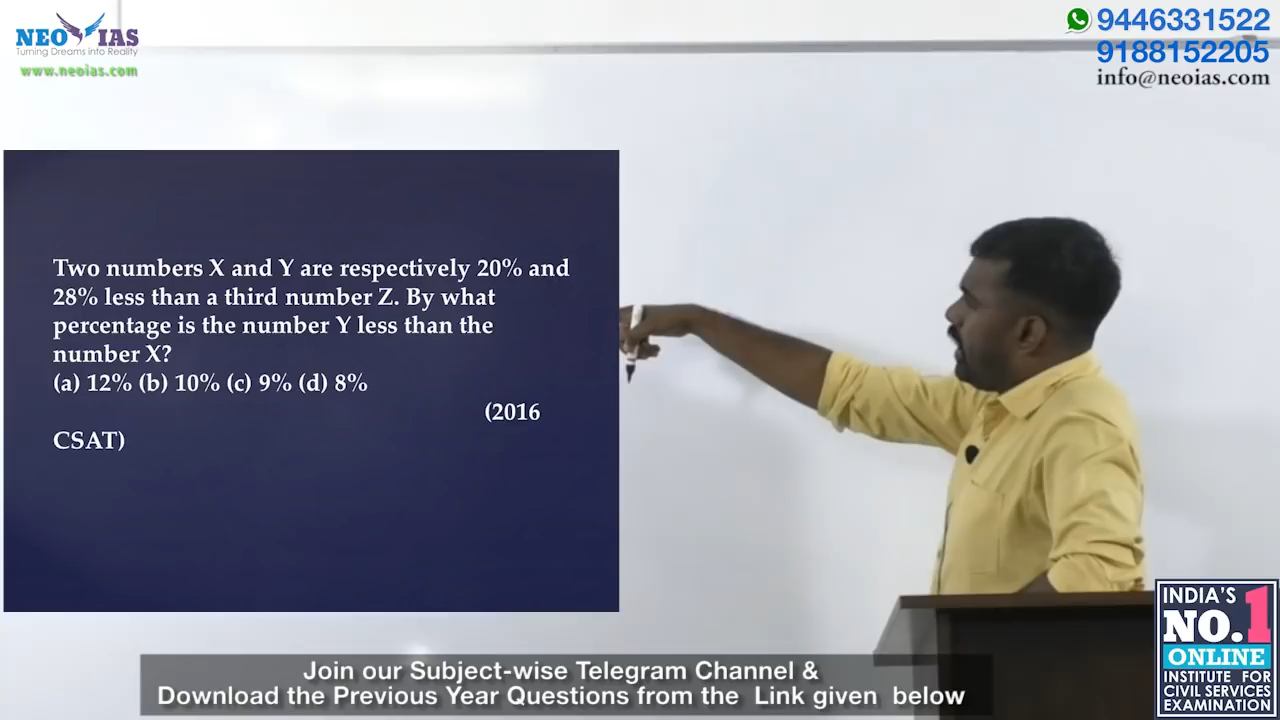 NEO IAS
Turning Dreams into Reality
www.neoias.com
9446331522
9188152205
info@neoias.com
Two numbers X and Y are respectively 20% and
28% less than a third number Z. By what
percentage is the number Y less than the
number X?
(a) 12% (b) 10% (c) 9% (d) 8%
(2016
CSAT)
INDIA'S
NO.1
ONLINE
INSTITUTE FOR
CIVIL SERVICES
EXAMINATION
Join our Subject-wise Telegram Channel &
Download the Previous Year Questions from the Link given below